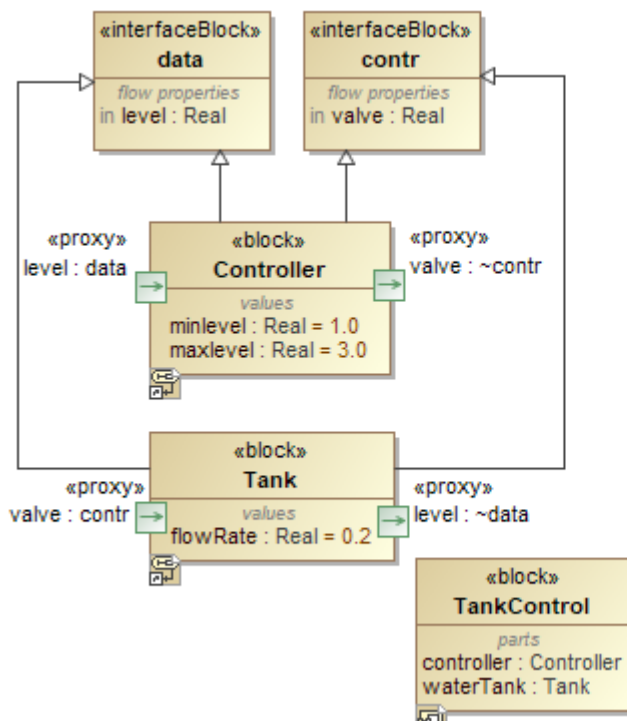 «interfaceBlock»
data
flow properties
in level : Real
«interfaceBlock»
contr
flow properties
in valve : Real
«proxy»
level : data
«block»
Controller
values
minlevel : Real = 1.0
maxlevel : Real = 3.0
«proxy»
valve : ~contr
«proxy»
valve : contr
«block»
Tank
values
flowRate : Real = 0.2
«proxy»
level : ~data
«block»
TankControl
parts
controller : Controller
waterTank : Tank